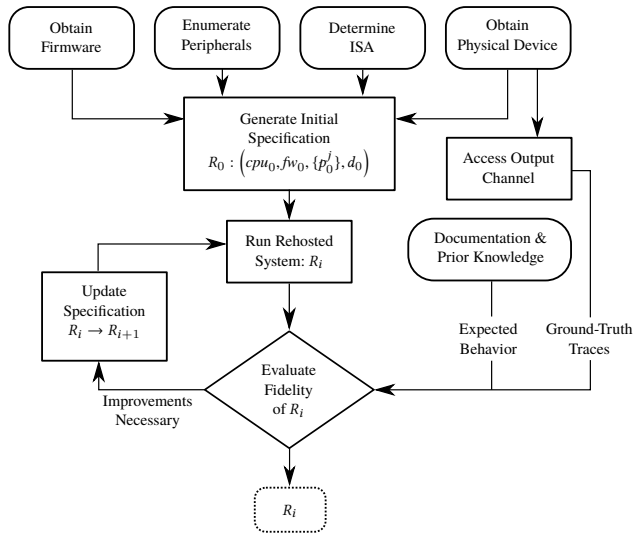 Obtain
Firmware
Enumerate
Peripherals
Determine
ISA
Obtain
Physical Device
Generate Initial
Specification
R₀ : (cpu₀, fw₀, {p₀ʲ}, d₀)
Access Output
Channel
Run Rehosted
System: Rᵢ
Documentation &
Prior Knowledge
Update
Specification
Rᵢ → Rᵢ₊₁
Expected
Behavior
Ground-Truth
Traces
Evaluate
Fidelity
of Rᵢ
Improvements
Necessary
Rᵢ